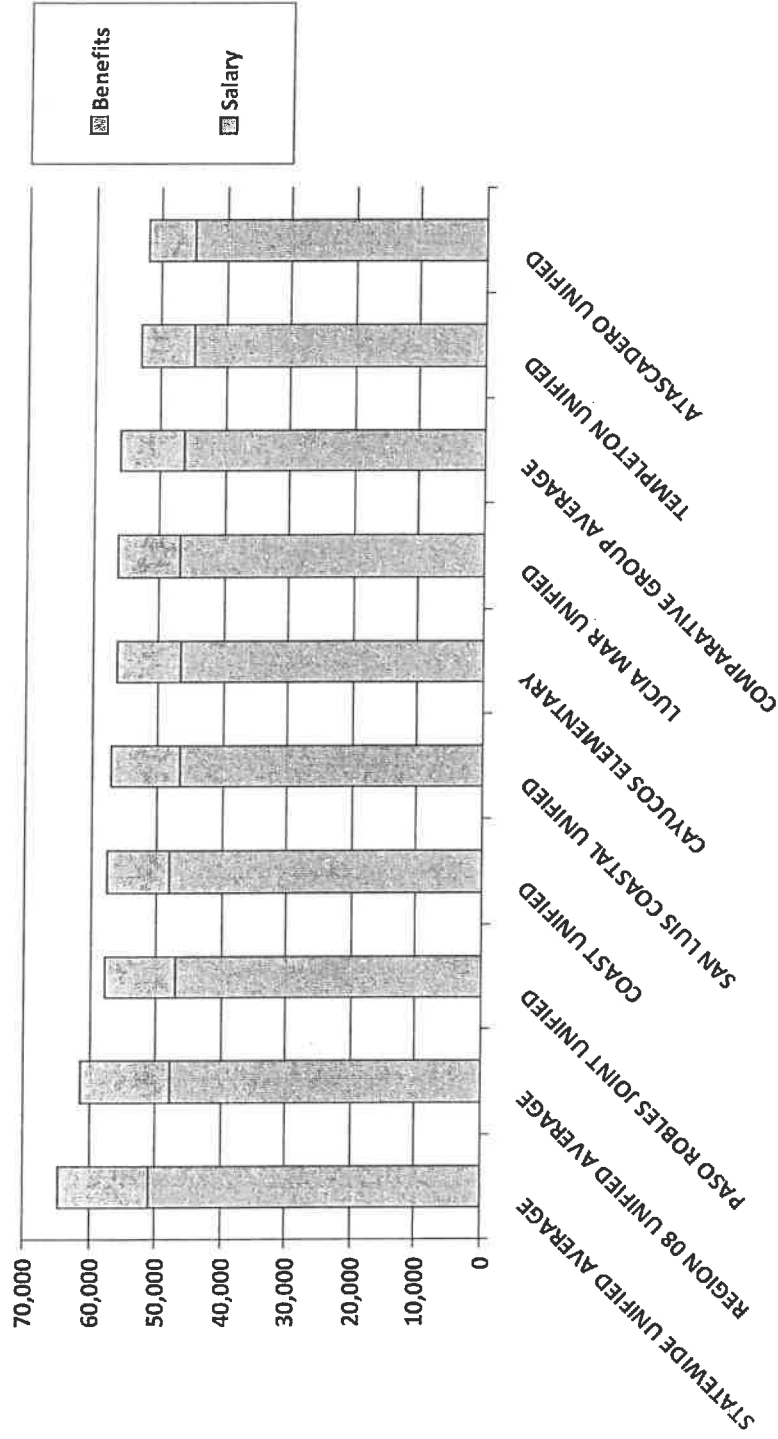 Benefits
Salary
70,000
60,000
50,000
40,000
30,000
20,000
10,000
0
STATEWIDE UNIFIED AVERAGE
REGION 08 UNIFIED AVERAGE
PASO ROBLES JOINT UNIFIED
COAST UNIFIED
SAN LUIS COASTAL UNIFIED
CAYUCOS ELEMENTARY
LUCIA MAR UNIFIED
COMPARATIVE GROUP AVERAGE
TEMPLETON UNIFIED
ATASCADERO UNIFIED